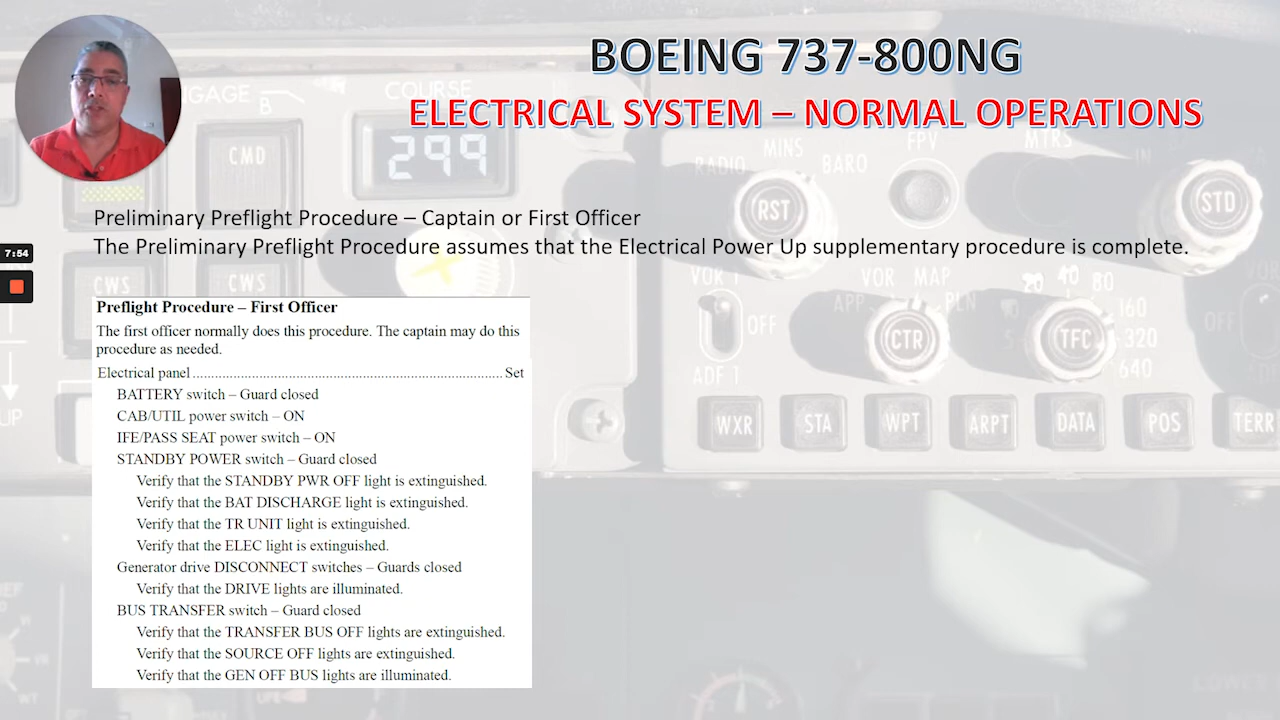 BOEING 737-800NG
ELECTRICAL SYSTEM – NORMAL OPERATIONS
ENGAGE
B
COURSE
CMD
299
RADIO
MINS
BARO
FPV
MTRS
IN
RST
STD
Preliminary Preflight Procedure – Captain or First Officer
The Preliminary Preflight Procedure assumes that the Electrical Power Up supplementary procedure is complete.
7:54
CWS
CWS
VOR 1
OFF
ADF 1
VOR
MAP
APP
PLN
CTR
20
40
80
160
320
640
TFC
OFF
UP
WXR
STA
WPT
ARPT
DATA
POS
TERR
Preflight Procedure – First Officer
The first officer normally does this procedure. The captain may do this
procedure as needed.
Electrical panel ................................................................................... Set
BATTERY switch – Guard closed
CAB/UTIL power switch – ON
IFE/PASS SEAT power switch – ON
STANDBY POWER switch – Guard closed
Verify that the STANDBY PWR OFF light is extinguished.
Verify that the BAT DISCHARGE light is extinguished.
Verify that the TR UNIT light is extinguished.
Verify that the ELEC light is extinguished.
Generator drive DISCONNECT switches – Guards closed
Verify that the DRIVE lights are illuminated.
BUS TRANSFER switch – Guard closed
Verify that the TRANSFER BUS OFF lights are extinguished.
Verify that the SOURCE OFF lights are extinguished.
Verify that the GEN OFF BUS lights are illuminated.